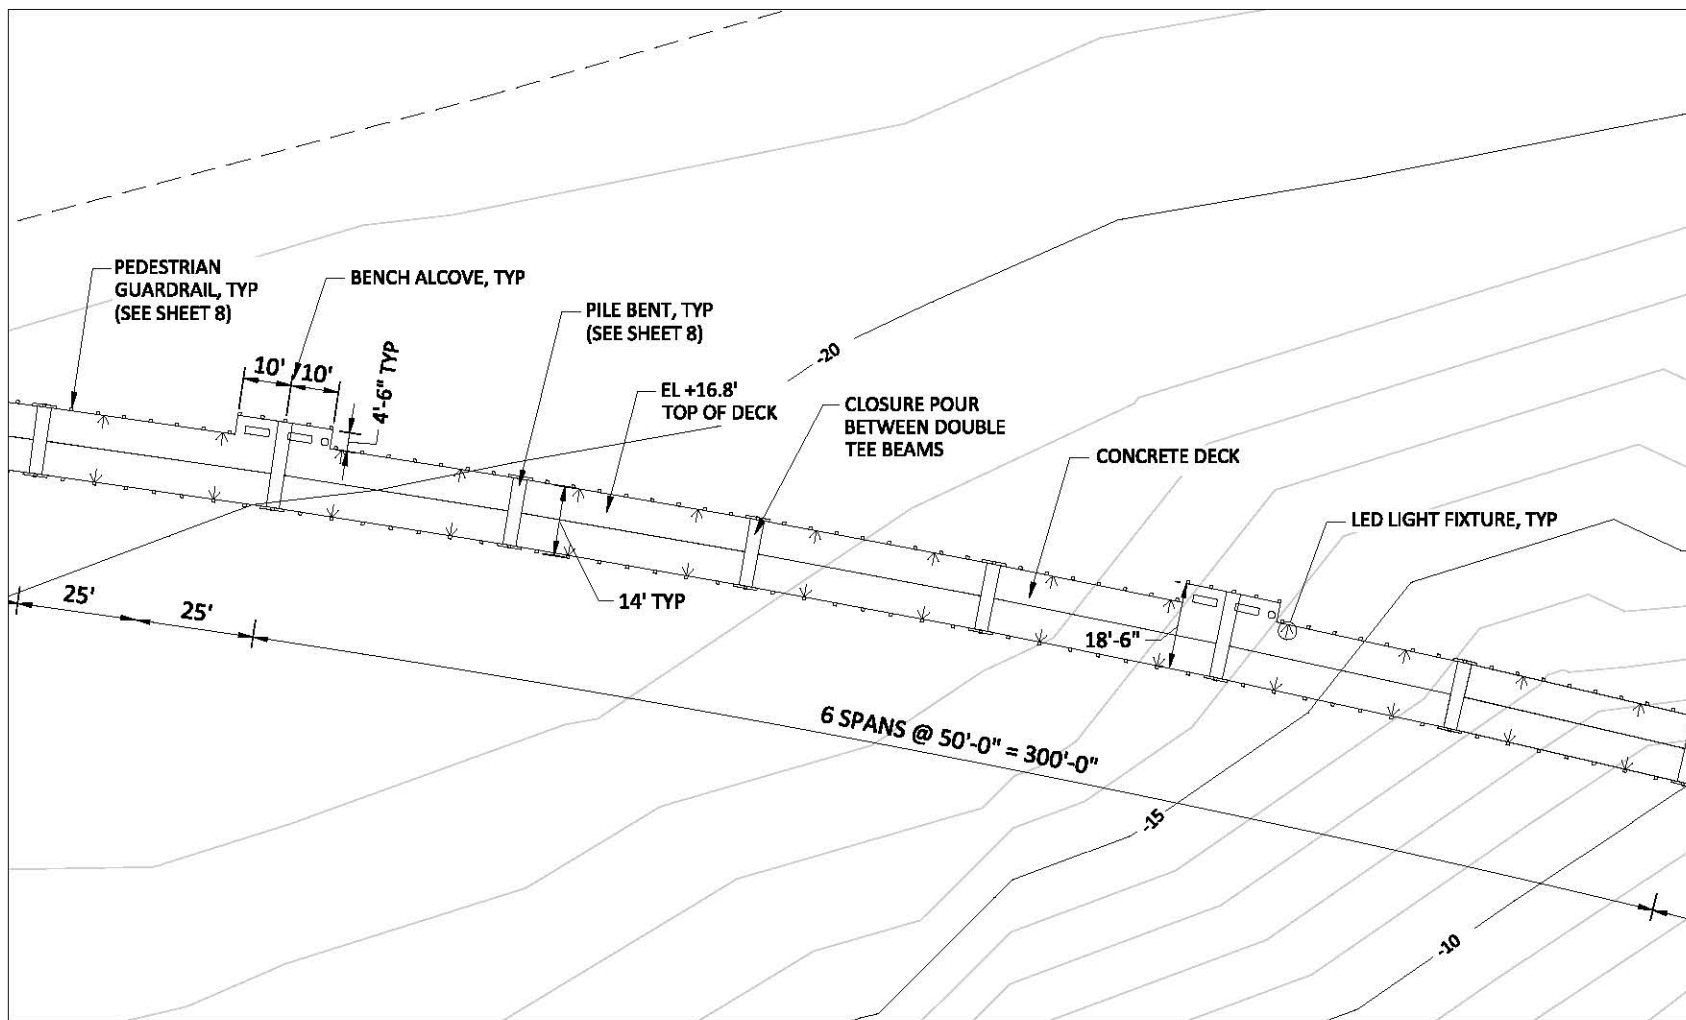 PEDESTRIAN
GUARDRAIL, TYP
(SEE SHEET 8)
BENCH ALCOVE, TYP
PILE BENT, TYP
(SEE SHEET 8)
-20
10'
10'
4'-6" TYP
EL +16.8'
TOP OF DECK
CLOSURE POUR
BETWEEN DOUBLE
TEE BEAMS
CONCRETE DECK
LED LIGHT FIXTURE, TYP
25'
25'
14' TYP
18'-6"
6 SPANS @ 50'-0" = 300'-0"
-15
-10